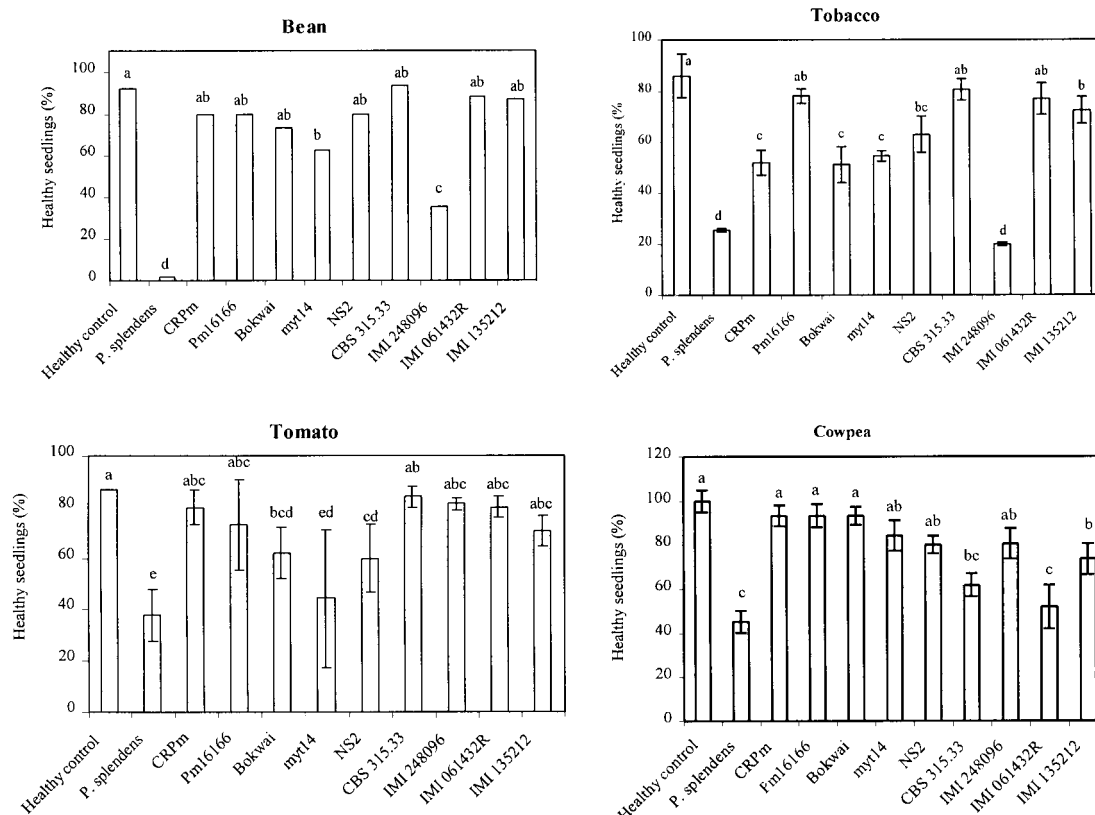 Bean
Healthy seedlings (%)
100
80
60
40
20
0
a
d
ab
ab
ab
b
ab
ab
c
ab
ab
Healthy control
P. splendens
CRPm
Pm16166
Bokwai
myt14
NS2
CBS 315.33
IMI 248096
IMI 061432R
IMI 135212
Tobacco
Healthy seedlings (%
100
80
60
40
20
0
a
d
c
ab
c
c
bc
ab
d
ab
b
Healthy control
P. splendens
CRPm
Pm16166
Bokwai
myt14
NS2
CBS 315.33
IMI 248096
IMI 061432R
IMI 135212
Tomato
Healthy seedlings (%)
100
80
60
40
20
0
a
e
abc
abc
bcd
ed
cd
ab
abc
abc
abc
Healthy control
P. splendens
CRPm
Pm16166
Bokwai
myt14
NS2
CBS 315.33
IMI 248096
IMI 061432R
IMI 135212
Cowpea
Healthy seedlings (%)
120
100
80
60
40
20
0
a
c
a
a
a
ab
ab
bc
ab
c
b
Healthy control
P. splendens
CRPm
Pm16166
Bokwai
myt14
NS2
CBS 315.33
IMI 248096
IMI 061432R
IMI 135212